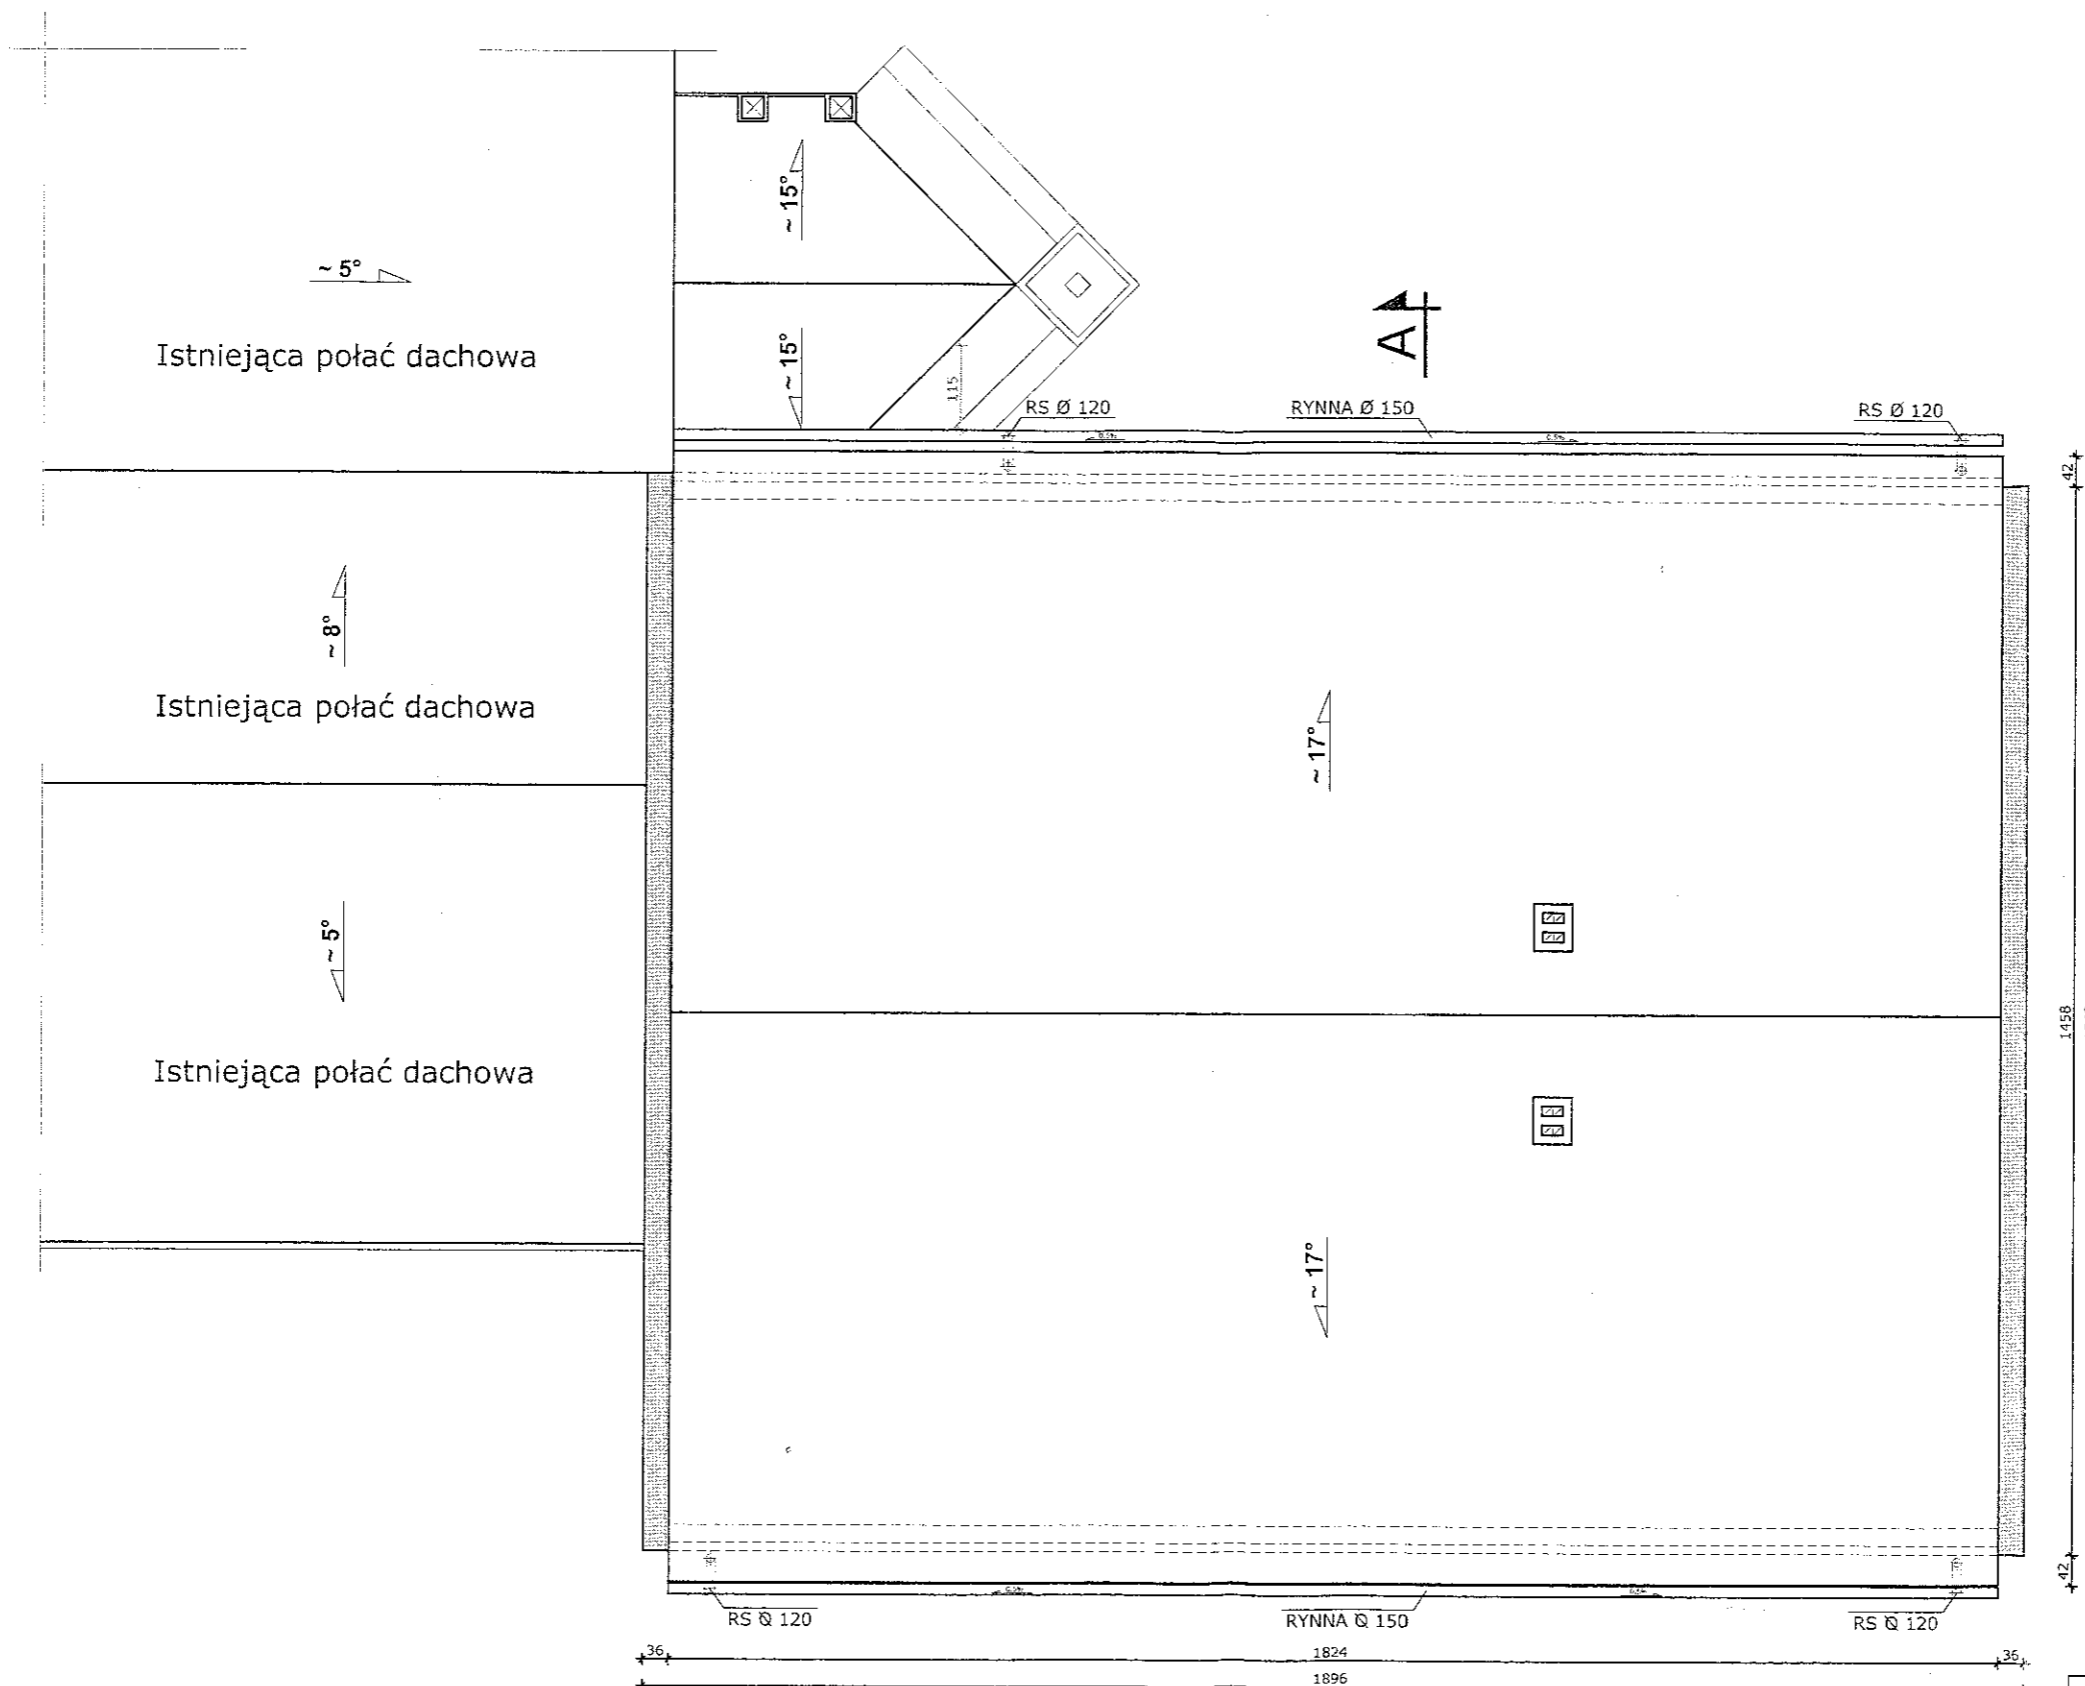 ~ 5°
Istniejąca połać dachowa
~ 15°
~ 15°
115
A
RS Ø 120
RYNNA Ø 150
RS Ø 120
42
~ 8°
Istniejąca połać dachowa
~ 17°
~ 5°
Istniejąca połać dachowa
1458
~ 17°
42
RS Ø 120
RYNNA Ø 150
RS Ø 120
36
1824
36
1896